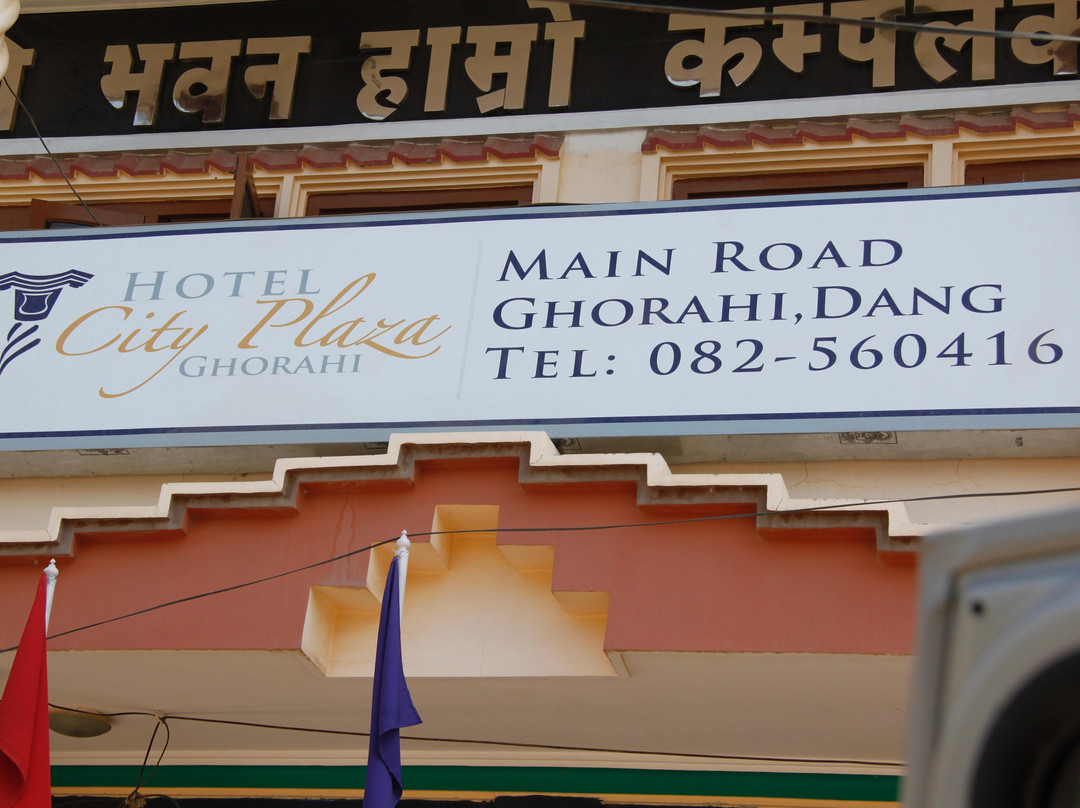 भवन हाम्रो कम्पलेक
HOTEL
City Plaza
GHORAHI
MAIN ROAD
GHORAHI,DANG
TEL: 082-560416